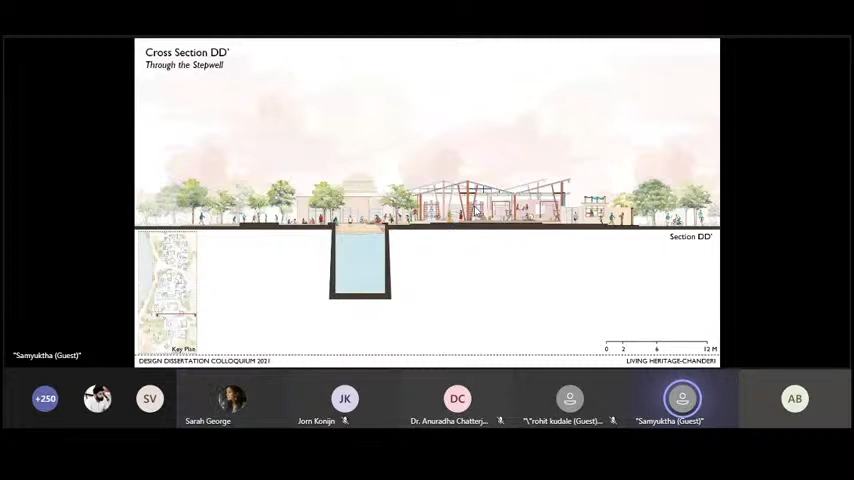 Cross Section DD'
Through the Stepwell
Section DD'
Key Plan
0 2 6 12 M
DESIGN DISSERTATION COLLOQUIUM 2021
LIVING HERITAGE-CHANDERI
"Samyuktha (Guest)"
+250
SV
JK
DC
AB
Sarah George
Jorn Konijn
Dr. Anuradha Chatterj...
"\"rohit kudale (Guest)...
"Samyuktha (Guest)"